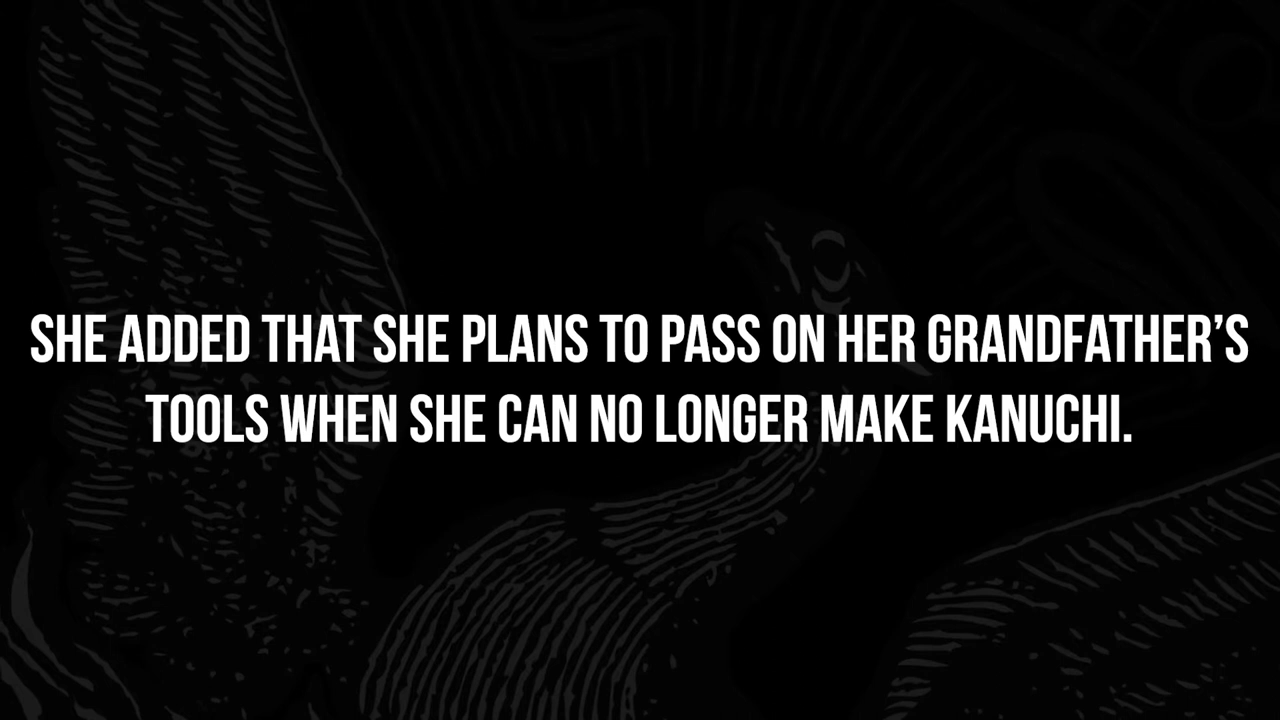 SHE ADDED THAT SHE PLANS TO PASS ON HER GRANDFATHER’S
TOOLS WHEN SHE CAN NO LONGER MAKE KANUCHI.